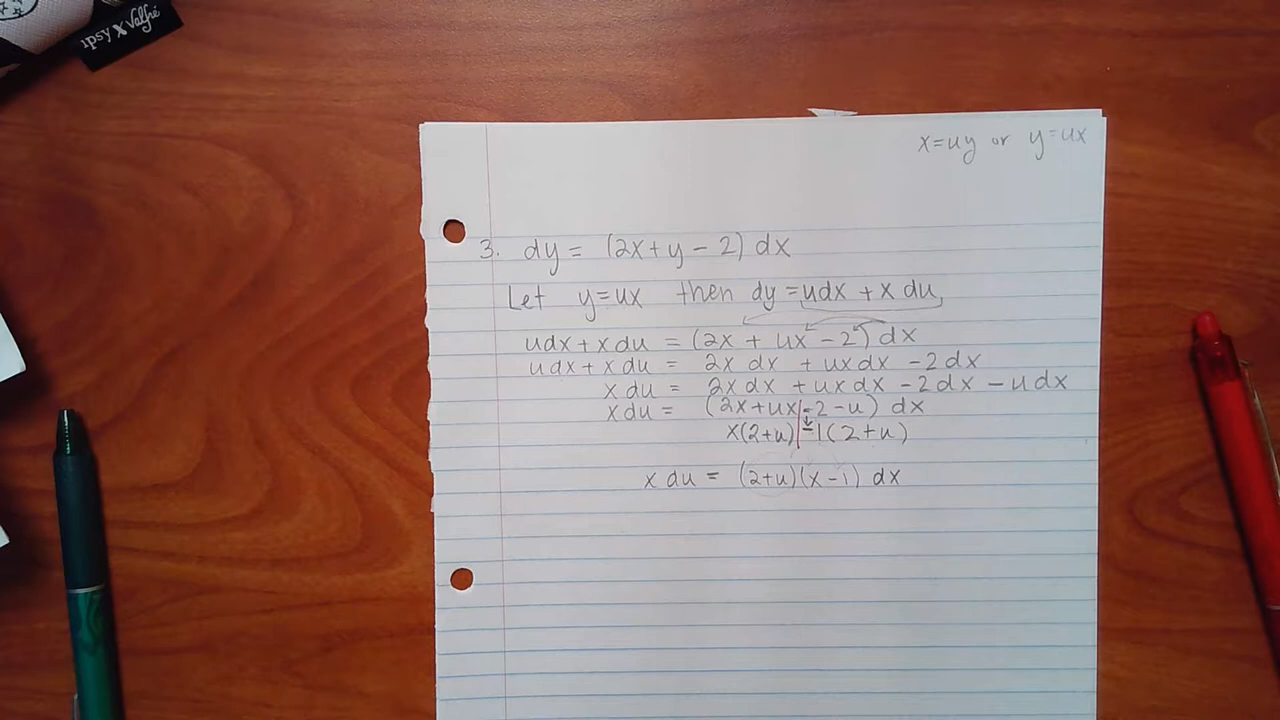 ipsy x Valfré
x=uy or y=ux
3. dy = (2x+y-2) dx
Let y=ux then dy = udx + x du
udx + x du = (2x + ux - 2) dx
udx + x du = 2x dx + ux dx - 2 dx
x du = 2x dx + ux dx - 2 dx - u dx
x du = (2x+ux-2-u) dx
x(2+u) -1(2+u)
x du = (2+u)(x-1) dx